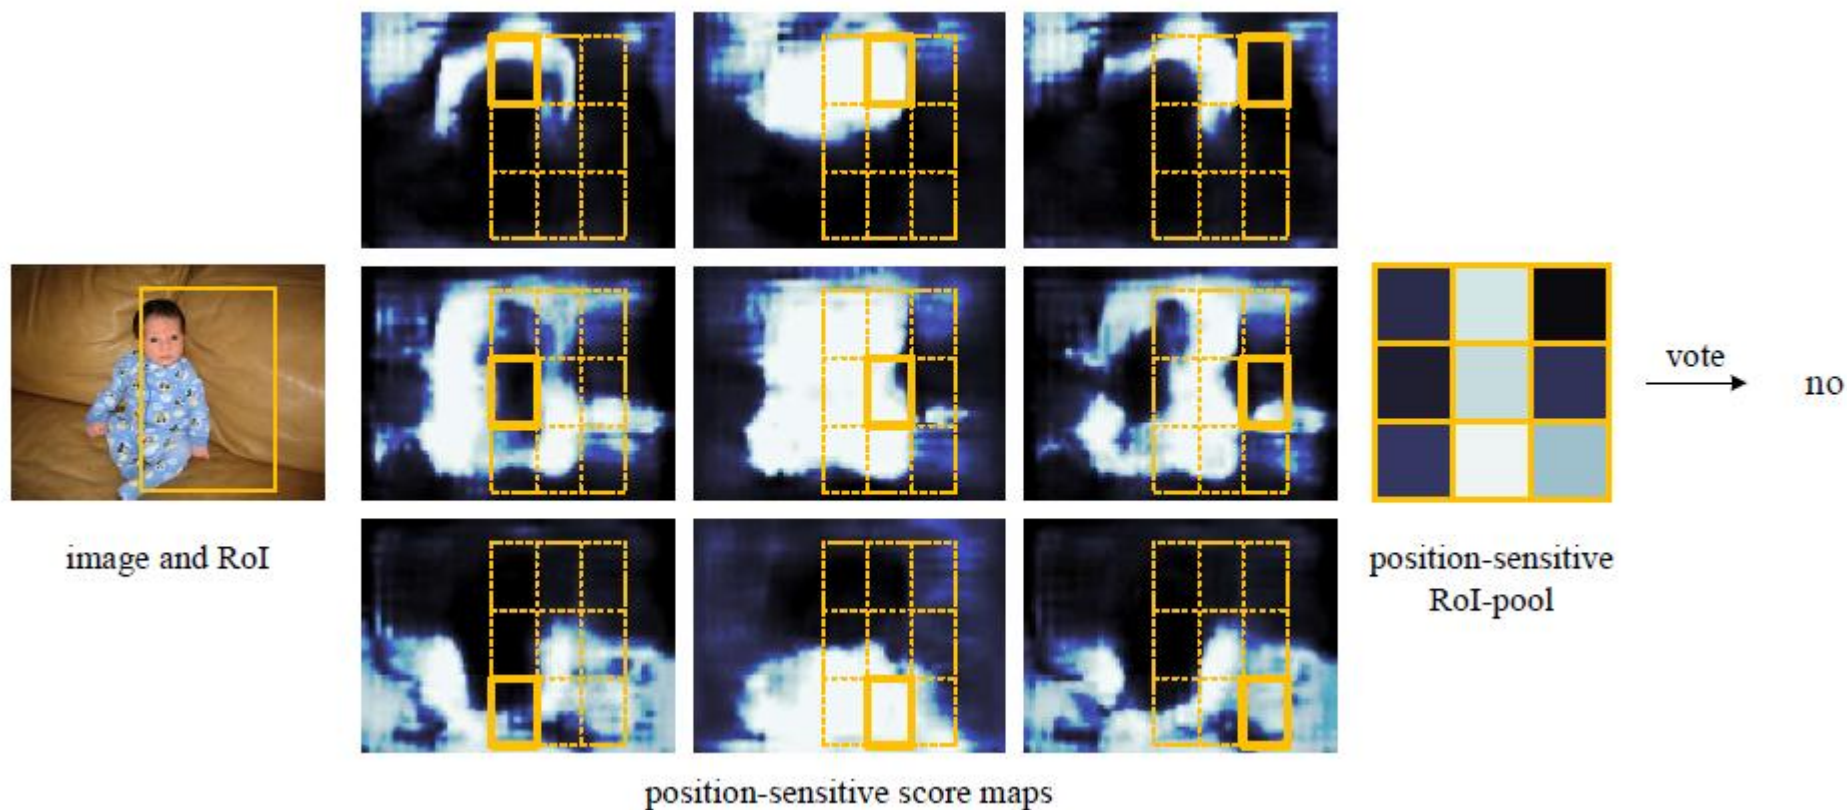 image and RoI
position-sensitive score maps
position-sensitive
RoI-pool
vote
no